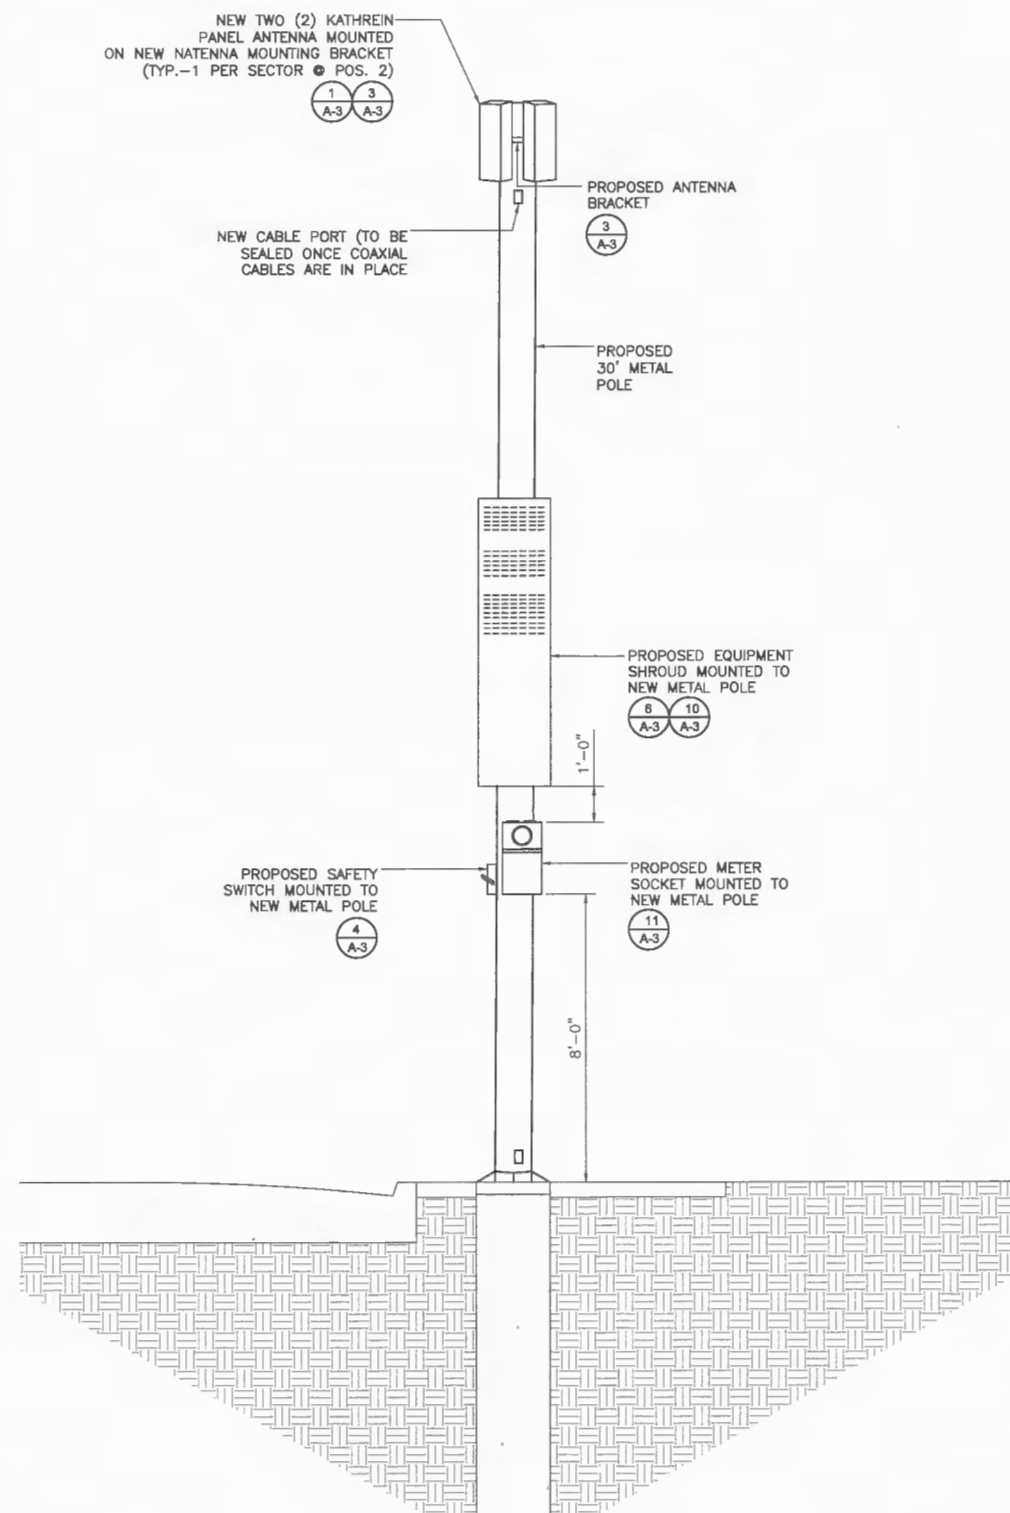 NEW TWO (2) KATHREIN
PANEL ANTENNA MOUNTED
ON NEW NATENNA MOUNTING BRACKET
(TYP.-1 PER SECTOR @ POS. 2)
1 3
A-3 A-3
PROPOSED ANTENNA
BRACKET
3
A-3
NEW CABLE PORT (TO BE
SEALED ONCE COAXIAL
CABLES ARE IN PLACE
PROPOSED
30' METAL
POLE
PROPOSED EQUIPMENT
SHROUD MOUNTED TO
NEW METAL POLE
6 10
A-3 A-3
1'-0"
PROPOSED SAFETY
SWITCH MOUNTED TO
NEW METAL POLE
4
A-3
PROPOSED METER
SOCKET MOUNTED TO
NEW METAL POLE
11
A-3
8'-0"